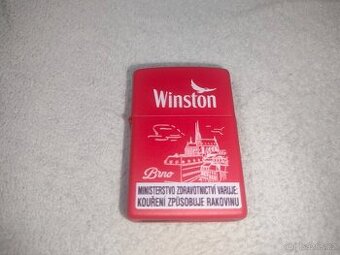 Winston
Brno
MINISTERSTVO ZDRAVOTNICTVÍ VARUJE:
KOUŘENÍ ZPŮSOBUJE RAKOVINU